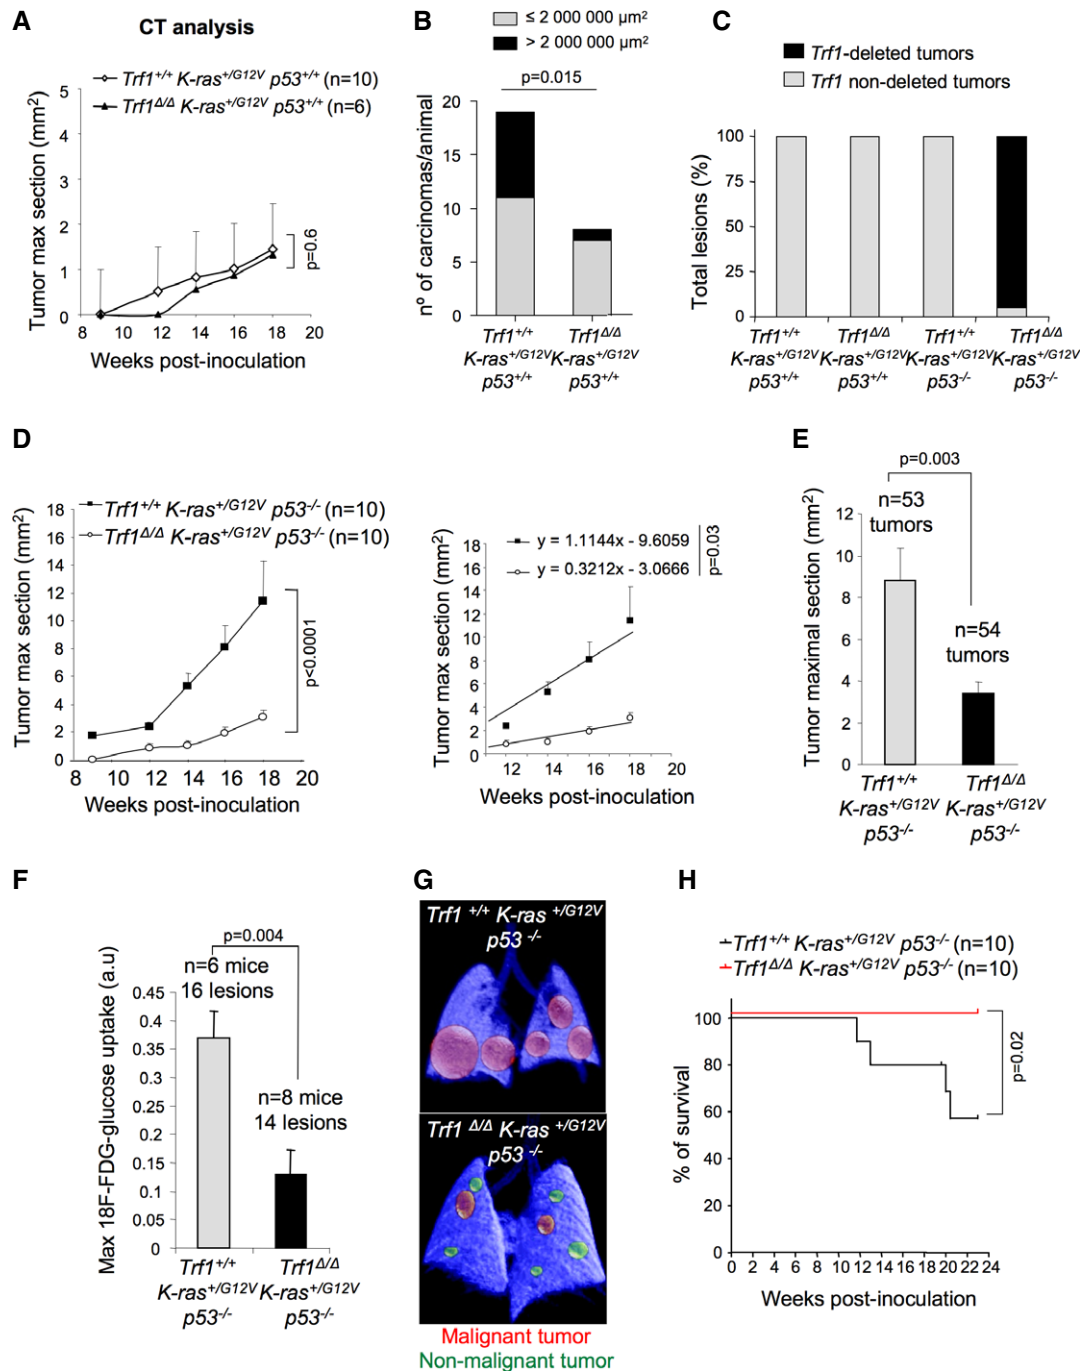 A
CT analysis
Trf1+/+ K-ras+/G12V p53+/+ (n=10)
Trf1Δ/Δ K-ras+/G12V p53+/+ (n=6)
Tumor max section (mm²)
5
4
3
2
1
0
p=0.6
8 10 12 14 16 18 20
Weeks post-inoculation
B
≤ 2 000 000 µm²
> 2 000 000 µm²
p=0.015
nº of carcinomas/animal
20
15
10
5
0
Trf1+/+ Trf1Δ/Δ
K-ras+/G12V K-ras+/G12V
p53+/+ p53+/+
C
Trf1-deleted tumors
Trf1 non-deleted tumors
Total lesions (%)
100
75
50
25
0
Trf1+/+ Trf1Δ/Δ Trf1+/+ Trf1Δ/Δ
K-ras+/G12V K-ras+/G12V K-ras+/G12V K-ras+/G12V
p53+/+ p53+/+ p53-/- p53-/-
D
Trf1+/+ K-ras+/G12V p53-/- (n=10)
Trf1Δ/Δ K-ras+/G12V p53-/- (n=10)
Tumor max section (mm²)
18
16
14
12
10
8
6
4
2
0
p<0.0001
8 10 12 14 16 18 20
Weeks post-inoculation
y = 1.1144x - 9.6059
y = 0.3212x - 3.0666
p=0.03
Tumor max section (mm²)
18
16
14
12
10
8
6
4
2
0
12 14 16 18 20
Weeks post-inoculation
E
p=0.003
n=53
tumors
n=54
tumors
Tumor maximal section (mm²)
12
10
8
6
4
2
0
Trf1+/+ Trf1Δ/Δ
K-ras+/G12V K-ras+/G12V
p53-/- p53-/-
F
p=0.004
n=6 mice
16 lesions
n=8 mice
14 lesions
Max 18F-FDG-glucose uptake (a.u)
0.45
0.4
0.35
0.3
0.25
0.2
0.15
0.1
0.05
0
Trf1+/+ Trf1Δ/Δ
K-ras+/G12V K-ras+/G12V
p53-/- p53-/-
G
Trf1 +/+ K-ras +/G12V
p53 -/-
Trf1 Δ/Δ K-ras +/G12V
p53 -/-
Malignant tumor
Non-malignant tumor
H
Trf1+/+ K-ras+/G12V p53-/- (n=10)
Trf1Δ/Δ K-ras+/G12V p53-/- (n=10)
% of survival
100
80
60
40
20
0
p=0.02
0 2 4 6 8 10 12 14 16 18 20 22 24
Weeks post-inoculation